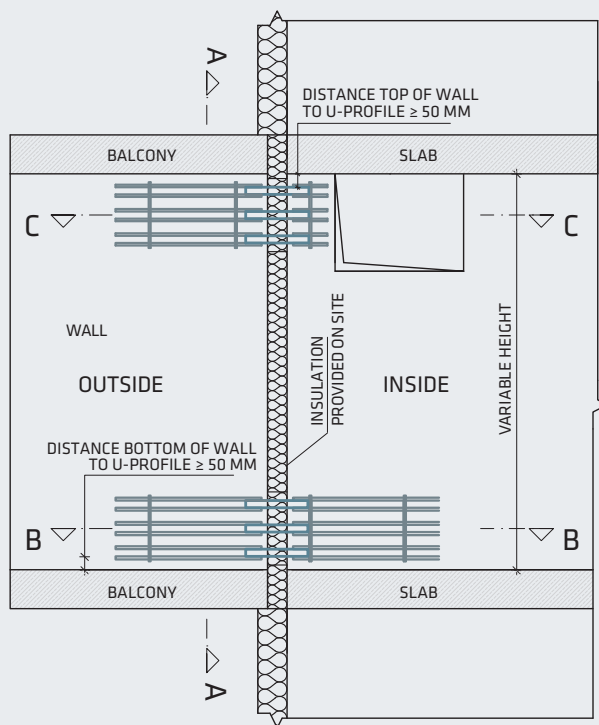 A
DISTANCE TOP OF WALL
TO U-PROFILE ≥ 50 MM
BALCONY
SLAB
C
C
WALL
OUTSIDE
INSULATION
PROVIDED ON SITE
INSIDE
VARIABLE HEIGHT
DISTANCE BOTTOM OF WALL
TO U-PROFILE ≥ 50 MM
B
B
BALCONY
SLAB
A